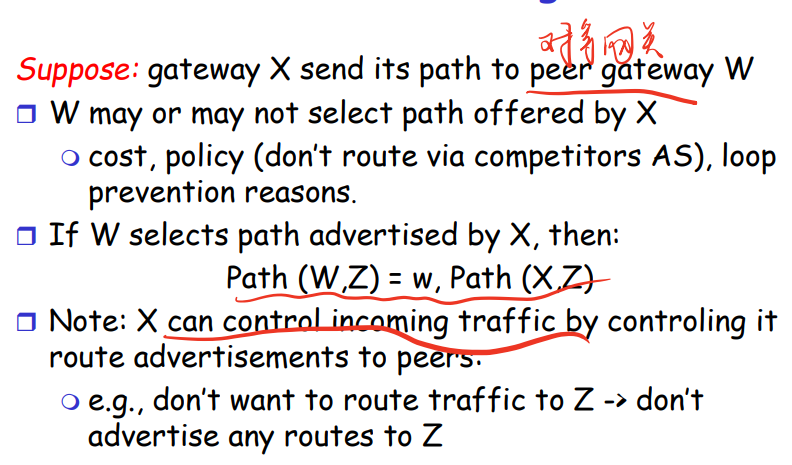 对等网关
Suppose: gateway X send its path to peer gateway W
W may or may not select path offered by X
cost, policy (don't route via competitors AS), loop
prevention reasons.
If W selects path advertised by X, then:
Path (W,Z) = w, Path (X,Z)
Note: X can control incoming traffic by controling it
route advertisements to peers:
e.g., don't want to route traffic to Z -> don't
advertise any routes to Z